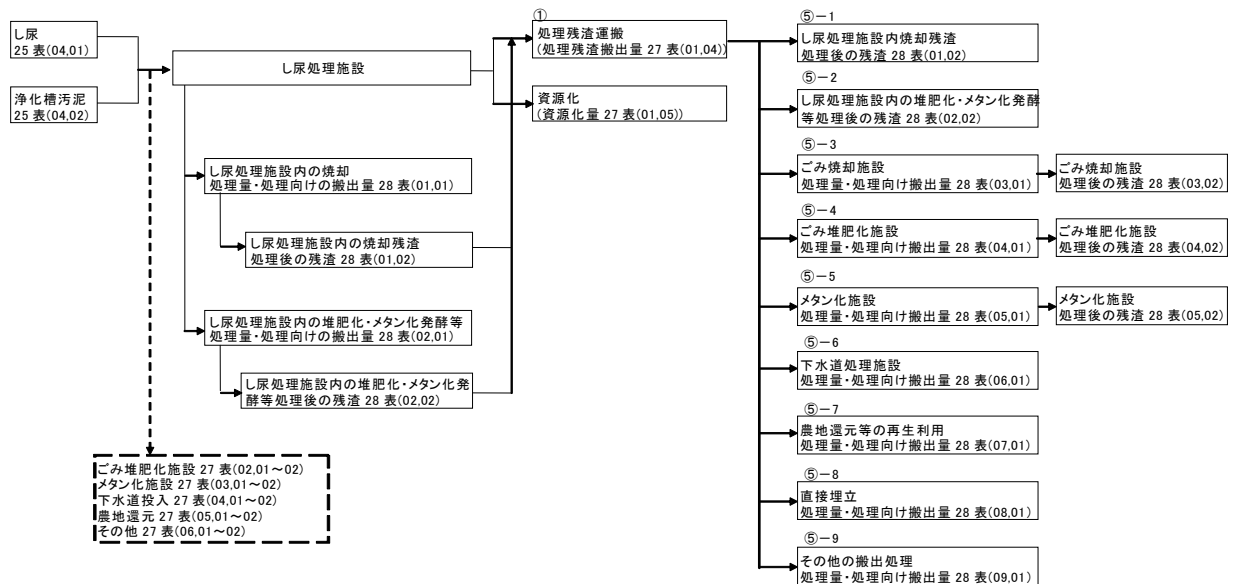 し尿
25 表(04,01)
浄化槽汚泥
25 表(04,02)
し尿処理施設
①
処理残渣運搬
(処理残渣搬出量 27 表(01,04))
資源化
(資源化量 27 表(01,05))
し尿処理施設内の焼却
処理量・処理向けの搬出量 28 表(01,01)
し尿処理施設内の焼却残渣
処理後の残渣 28 表(01,02)
し尿処理施設内の堆肥化・メタン化発酵等
処理量・処理向けの搬出量 28 表(02,01)
し尿処理施設内の堆肥化・メタン化発
酵等処理後の残渣 28 表(02,02)
ごみ堆肥化施設 27 表(02,01～02)
メタン化施設 27 表(03,01～02)
下水道投入 27 表(04,01～02)
農地還元 27 表(05,01～02)
その他 27 表(06,01～02)
⑤－1
し尿処理施設内焼却残渣
処理後の残渣 28 表(01,02)
⑤－2
し尿処理施設内の堆肥化・メタン化発酵
等処理後の残渣 28 表(02,02)
⑤－3
ごみ焼却施設
処理量・処理向け搬出量 28 表(03,01)
ごみ焼却施設
処理後の残渣 28 表(03,02)
⑤－4
ごみ堆肥化施設
処理量・処理向け搬出量 28 表(04,01)
ごみ堆肥化施設
処理後の残渣 28 表(04,02)
⑤－5
メタン化施設
処理量・処理向け搬出量 28 表(05,01)
メタン化施設
処理後の残渣 28 表(05,02)
⑤－6
下水道処理施設
処理量・処理向け搬出量 28 表(06,01)
⑤－7
農地還元等の再生利用
処理量・処理向け搬出量 28 表(07,01)
⑤－8
直接埋立
処理量・処理向け搬出量 28 表(08,01)
⑤－9
その他の搬出処理
処理量・処理向け搬出量 28 表(09,01)